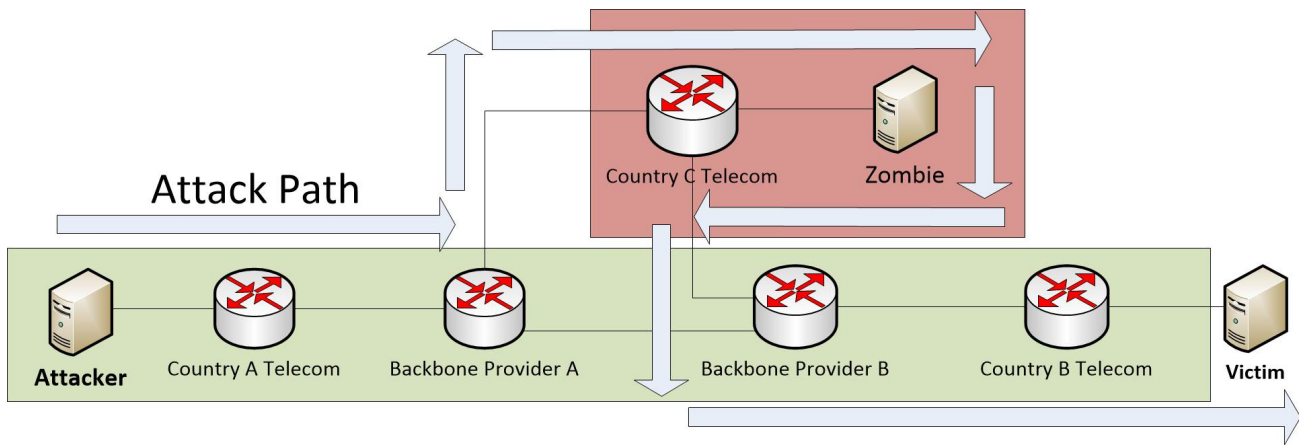 Attack Path
Country C Telecom
Zombie
Attacker
Country A Telecom
Backbone Provider A
Backbone Provider B
Country B Telecom
Victim